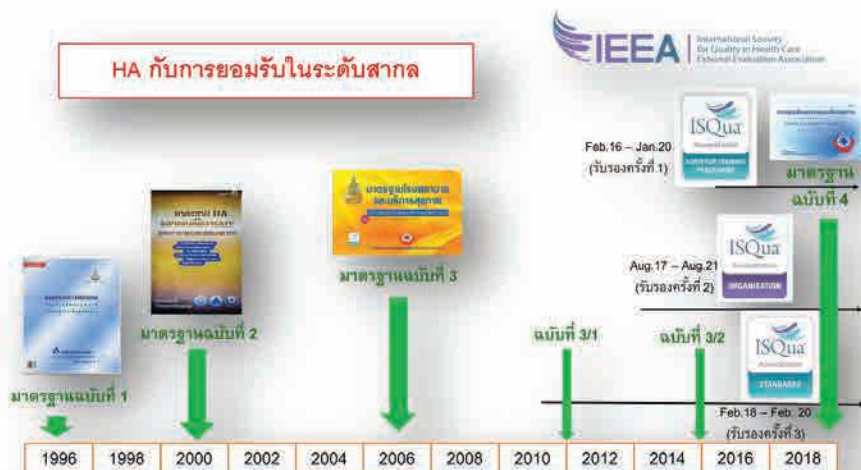 HA กับการยอมรับในระดับสากล
IEEA
International Society
for Quality in Health Care
External Evaluation Association
Feb.16 – Jan.20
(รับรองครั้งที่ 1)
ISQua
Accreditation
SURVEYOR TRAINING
PROGRAMME
มาตรฐาน
ฉบับที่ 4
มาตรฐานโรงพยาบาล
และบริการสุขภาพ
มาตรฐานฉบับที่ 3
Aug.17 – Aug.21
(รับรองครั้งที่ 2)
ISQua
Accreditation
ORGANISATION
มาตรฐานฉบับที่ 2
มาตรฐานฉบับที่ 1
ฉบับที่ 3/1
ฉบับที่ 3/2
ISQua
Accreditation
STANDARDS
Feb.18 – Feb. 20
(รับรองครั้งที่ 3)
1996 1998 2000 2002 2004 2006 2008 2010 2012 2014 2016 2018